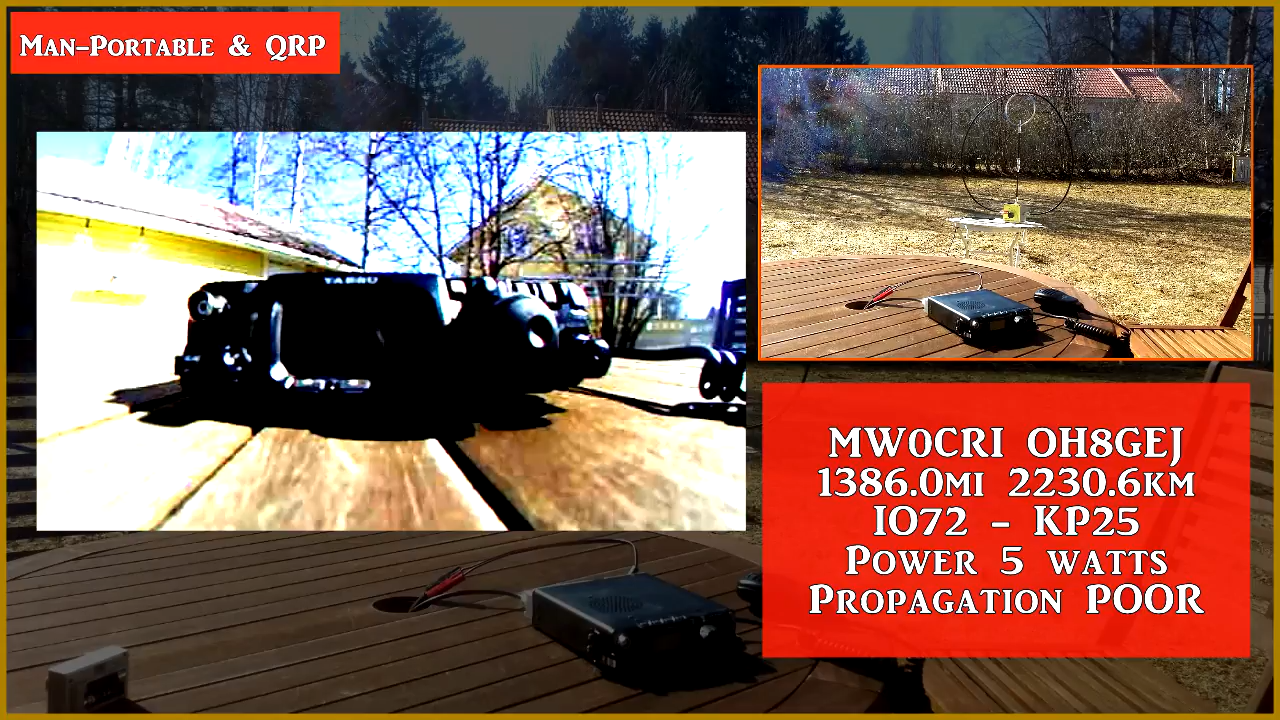 Man-Portable & QRP
YAESU
MW0CRI OH8GEJ
1386.0mi 2230.6km
IO72 - KP25
Power 5 watts
Propagation POOR